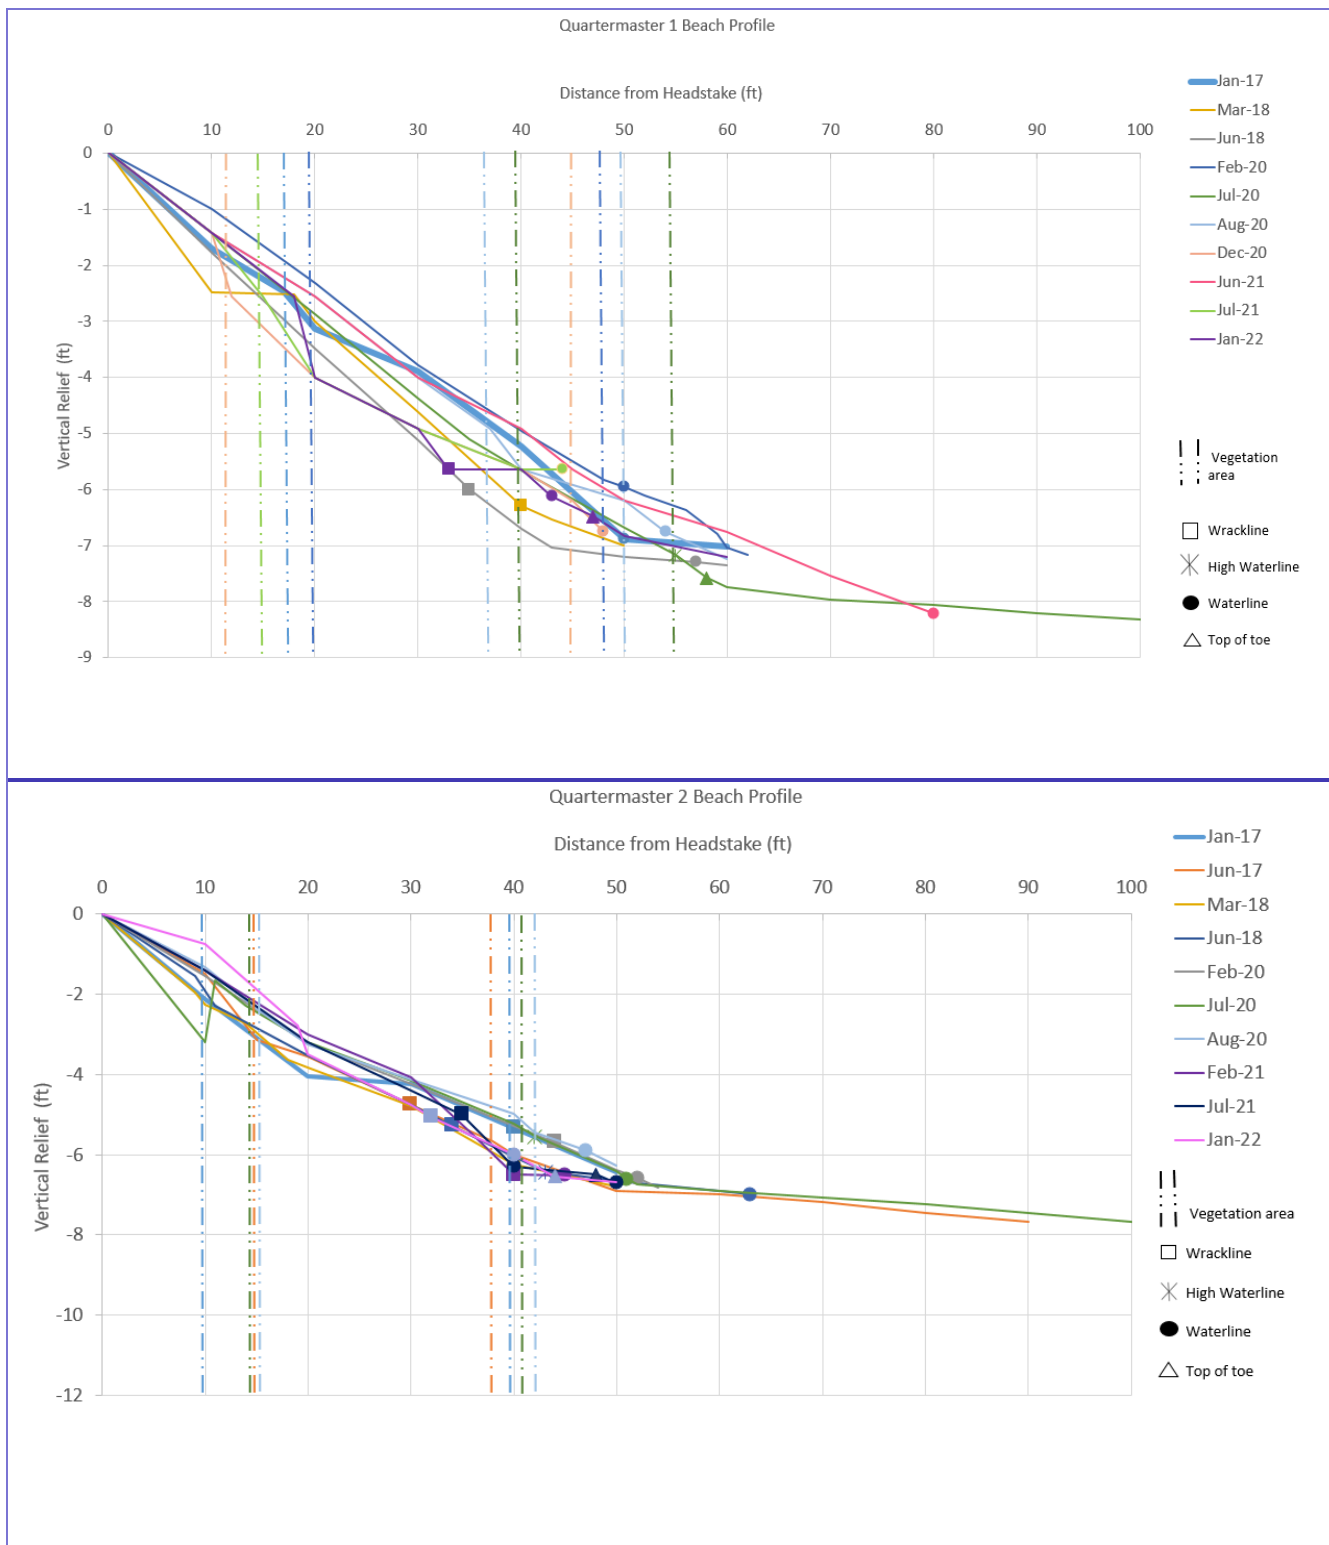 Quartermaster 1 Beach Profile
Distance from Headstake (ft)
0 10 20 30 40 50 60 70 80 90 100
0
-1
-2
-3
-4
-5
-6
-7
-8
-9
Vertical Relief (ft)
Jan-17
Mar-18
Jun-18
Feb-20
Jul-20
Aug-20
Dec-20
Jun-21
Jul-21
Jan-22
Vegetation
area
Wrackline
High Waterline
Waterline
Top of toe
Quartermaster 2 Beach Profile
Distance from Headstake (ft)
0 10 20 30 40 50 60 70 80 90 100
0
-2
-4
-6
-8
-10
-12
Vertical Relief (ft)
Jan-17
Jun-17
Mar-18
Jun-18
Feb-20
Jul-20
Aug-20
Feb-21
Jul-21
Jan-22
Vegetation area
Wrackline
High Waterline
Waterline
Top of toe